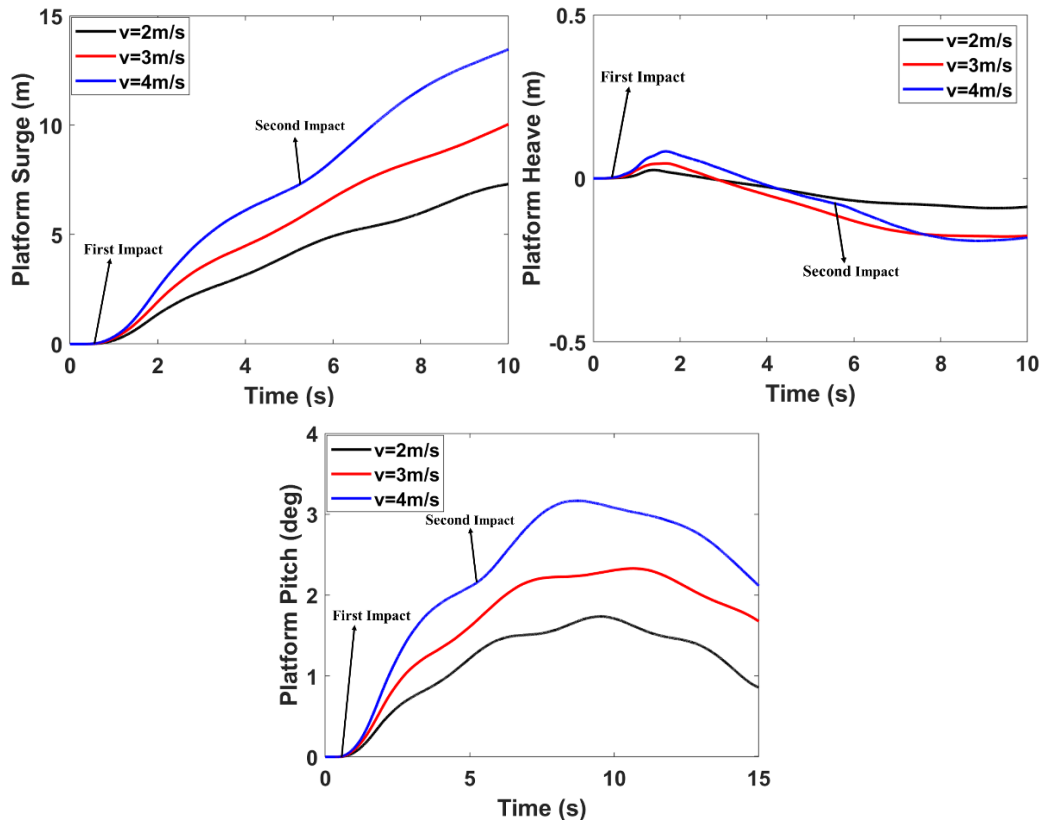 15
10
5
0
Platform Surge (m)
v=2m/s
v=3m/s
v=4m/s
Second Impact
First Impact
0 2 4 6 8 10
Time (s)
0.5
0
-0.5
Platform Heave (m)
First Impact
v=2m/s
v=3m/s
v=4m/s
Second Impact
0 2 4 6 8 10
Time (s)
4
3
2
1
0
Platform Pitch (deg)
v=2m/s
v=3m/s
v=4m/s
Second Impact
First Impact
0 5 10 15
Time (s)